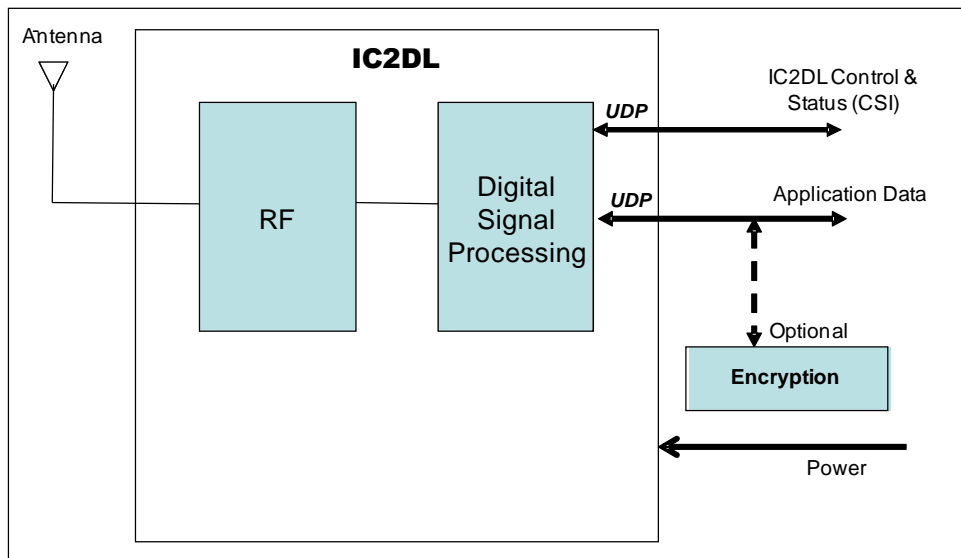 Antenna
IC2DL
IC2DL Control &
Status (CSI)
UDP
RF
Digital
Signal
Processing
UDP
Application Data
Optional
Encryption
Power